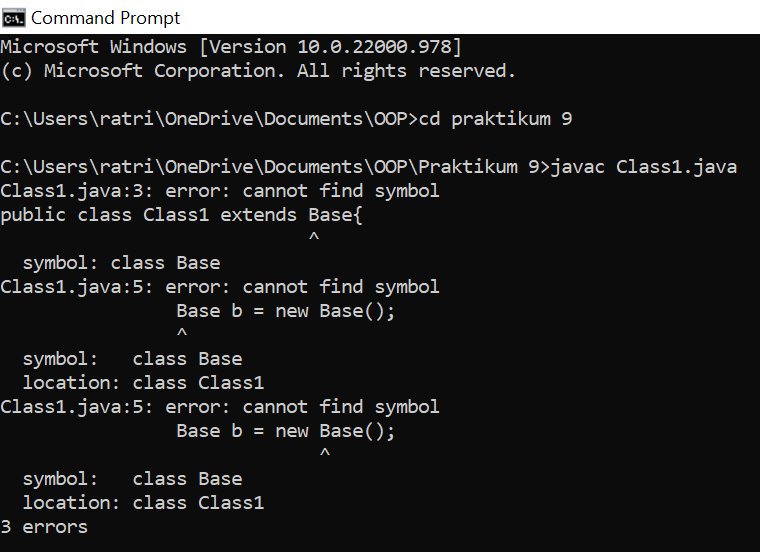 Command Prompt
Microsoft Windows [Version 10.0.22000.978]
(c) Microsoft Corporation. All rights reserved.
C:\Users\ratri\OneDrive\Documents\OOP>cd praktikum 9
C:\Users\ratri\OneDrive\Documents\OOP\Praktikum 9>javac Class1.java
Class1.java:3: error: cannot find symbol
public class Class1 extends Base{
^
symbol: class Base
Class1.java:5: error: cannot find symbol
Base b = new Base();
^
symbol:   class Base
location: class Class1
Class1.java:5: error: cannot find symbol
Base b = new Base();
^
symbol:   class Base
location: class Class1
3 errors